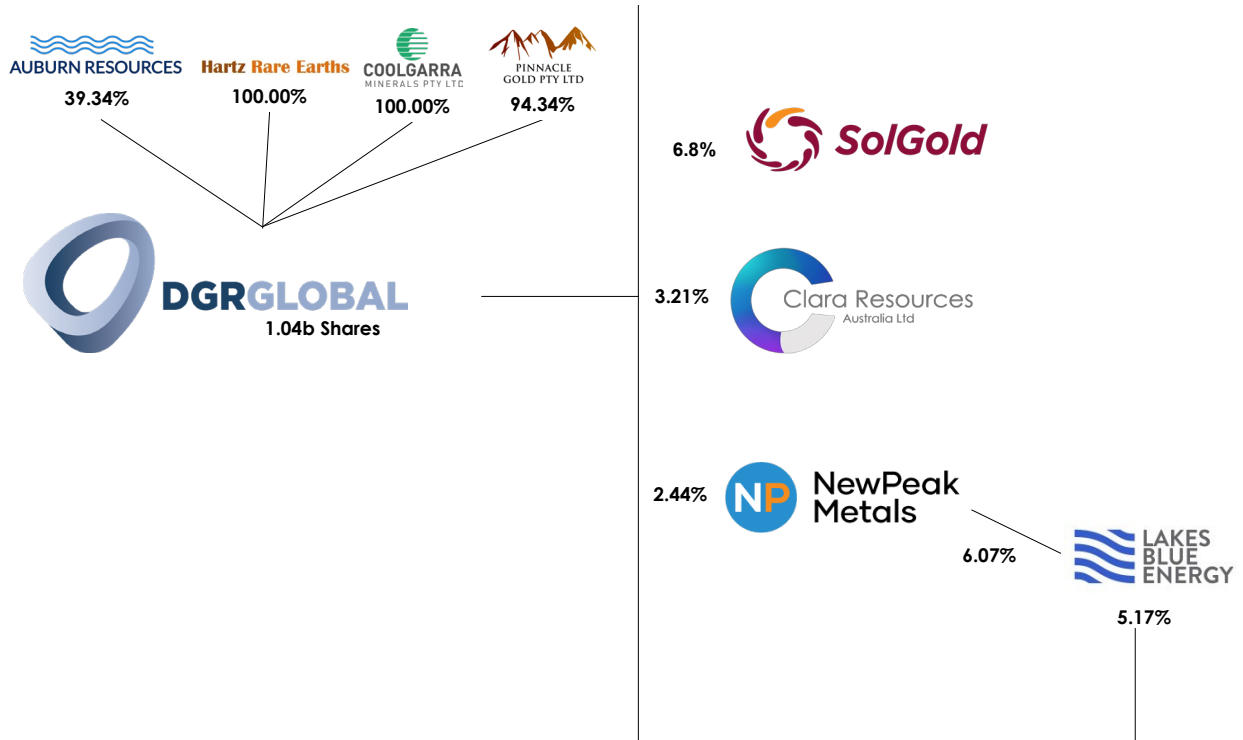 AUBURN RESOURCES
39.34%
Hartz Rare Earths
100.00%
COOLGARRA
MINERALS PTY LTD
100.00%
PINNACLE
GOLD PTY LTD
94.34%
DGRGLOBAL
1.04b Shares
6.8%
SolGold
3.21%
Clara Resources
Australia Ltd
2.44%
NP
NewPeak
Metals
6.07%
LAKES
BLUE
ENERGY
5.17%